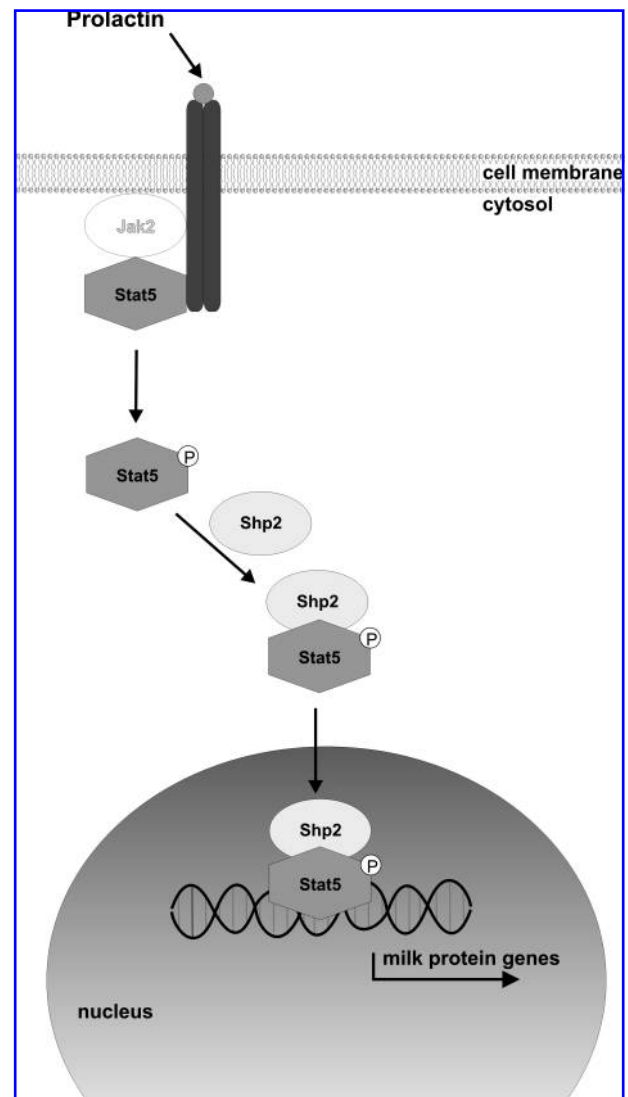 Prolactin
cell membrane
cytosol
Jak2
Stat5
Stat5
P
Shp2
Shp2
Stat5
P
Shp2
Stat5
P
milk protein genes
nucleus